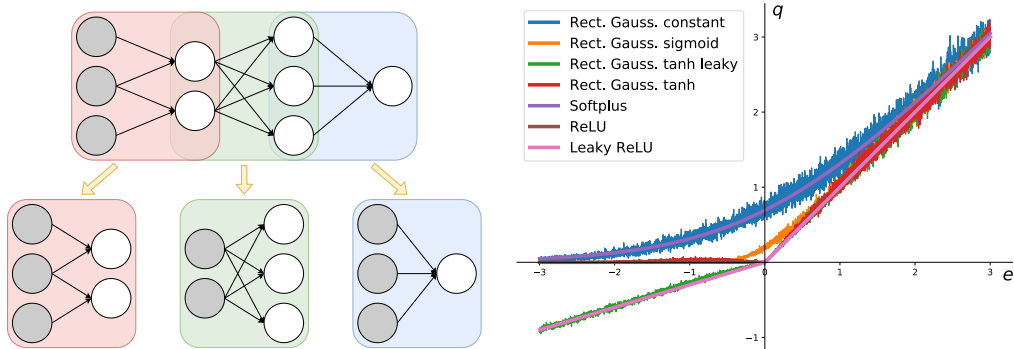 q
Rect. Gauss. constant
Rect. Gauss. sigmoid
Rect. Gauss. tanh leaky
Rect. Gauss. tanh
Softplus
ReLU
Leaky ReLU
3
2
1
−3
−2
−1
0
1
2
3
e
−1